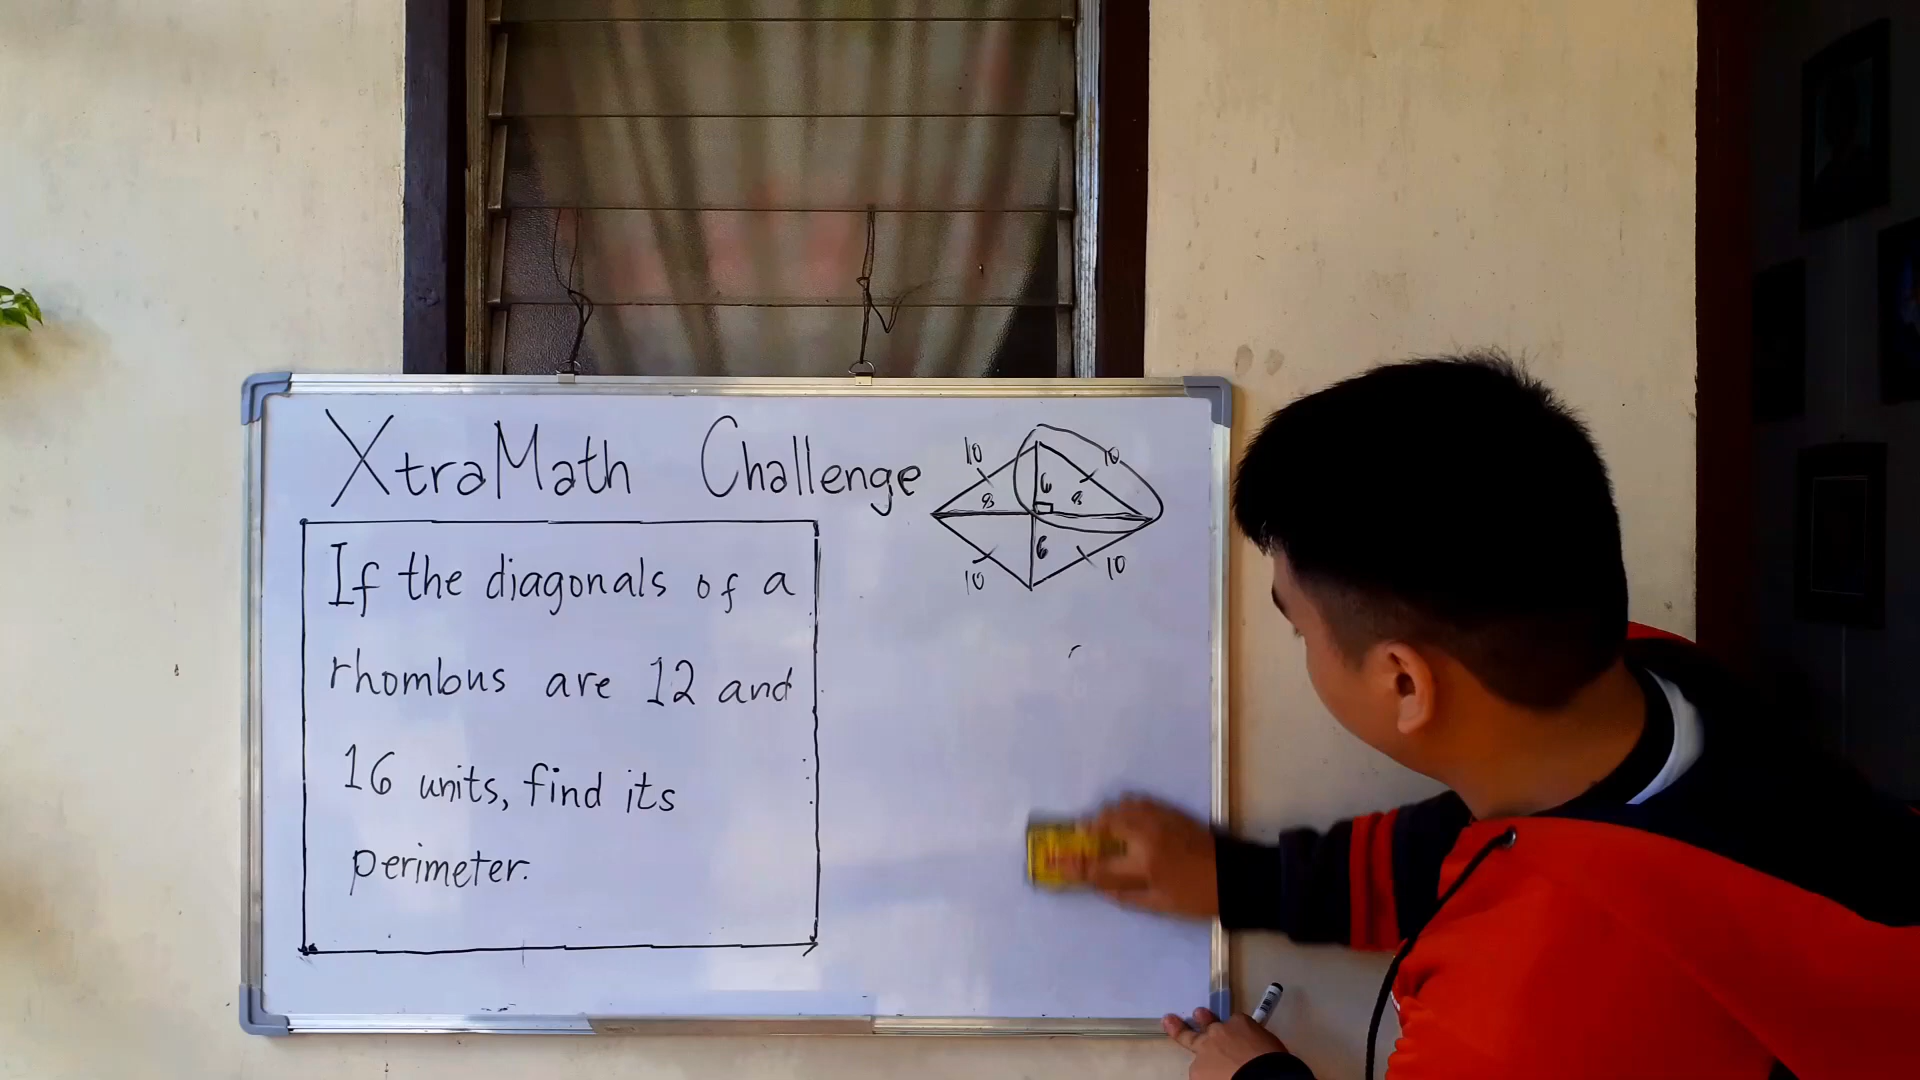 XtraMath Challenge
If the diagonals of a
rhombus are 12 and
16 units, find its
perimeter.
10 10
8 6 8
6
10 10